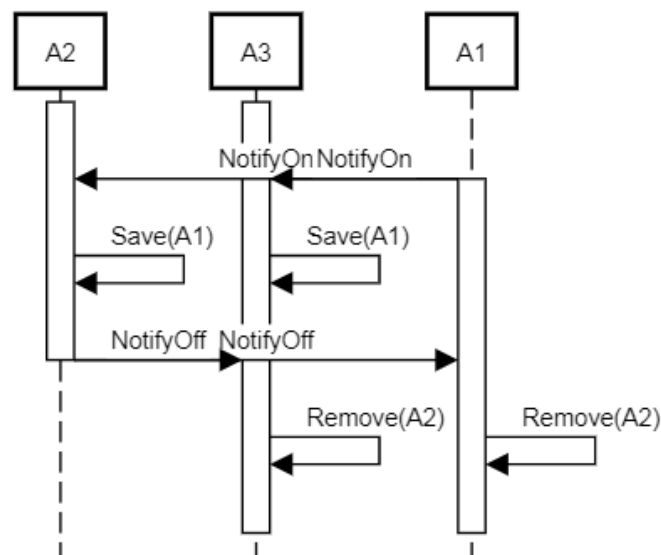 A2 A3 A1
NotifyOn NotifyOn
Save(A1) Save(A1)
NotifyOff NotifyOff
Remove(A2) Remove(A2)